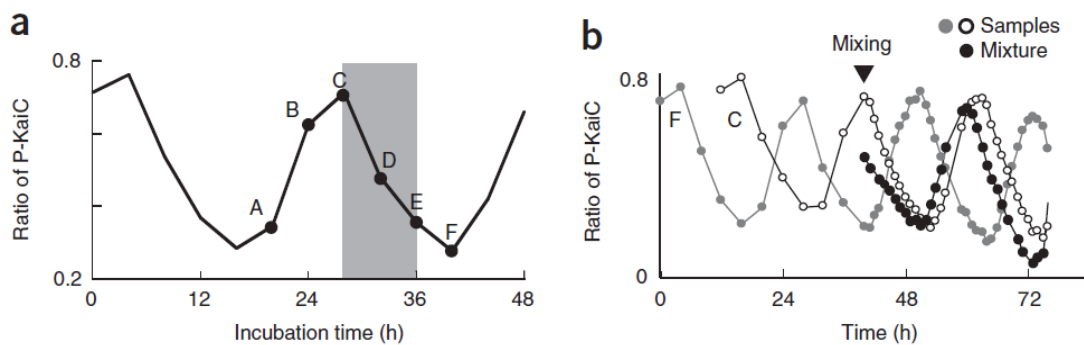 a
0.8
Ratio of P-KaiC
0.2
A
B
C
D
E
F
0 12 24 36 48
Incubation time (h)
b
Samples
Mixture
Mixing
0.8
Ratio of P-KaiC
0
F
C
0 24 48 72
Time (h)